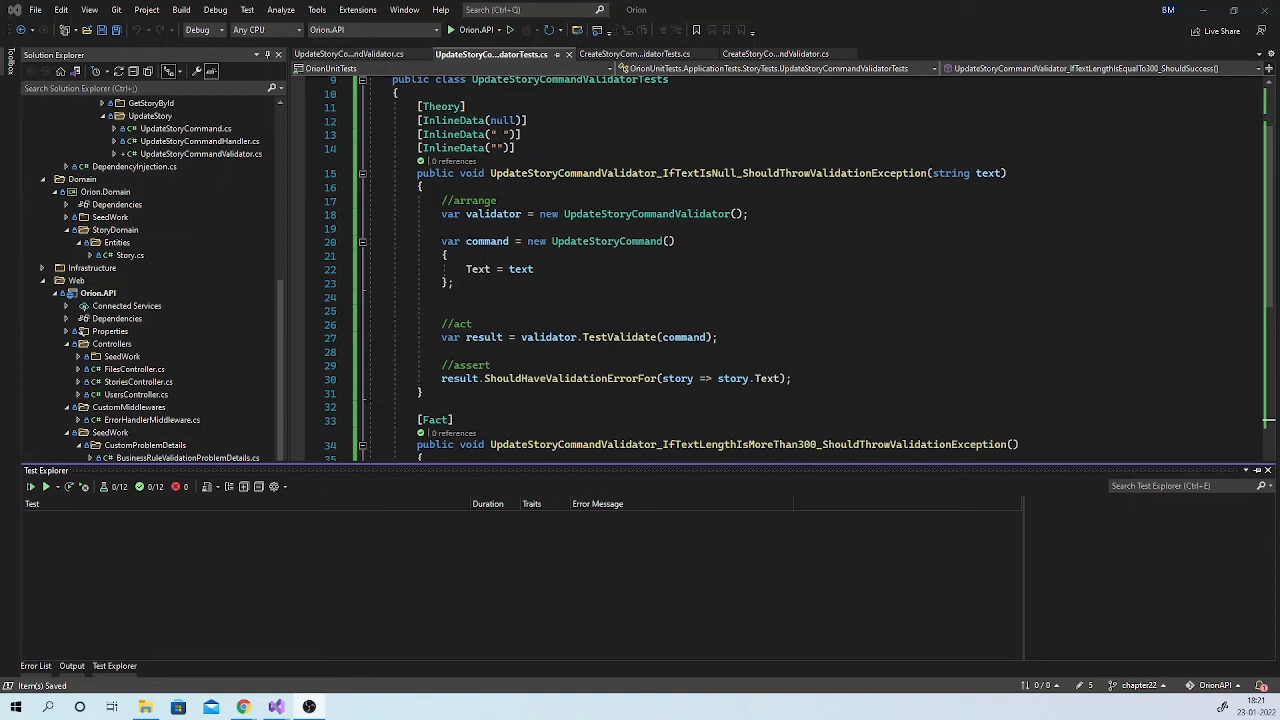 File Edit View Git Project Build Debug Test Analyze Tools Extensions Window Help Search (Ctrl+Q) Orion BM
Debug Any CPU OrionAPI OrionAPI Live Share
Toolbox
Solution Explorer
Search Solution Explorer (Ctrl+;)
GetStoryById
UpdateStory
UpdateStoryCommand.cs
UpdateStoryCommandHandler.cs
UpdateStoryCommandValidator.cs
DependencyInjection.cs
Domain
Orion.Domain
Dependencies
SeedWork
StoryDomain
Entities
Story.cs
Infrastructure
Web
Orion.API
Connected Services
Dependencies
Properties
Controllers
SeedWork
FilesController.cs
StoriesController.cs
UsersController.cs
CustomMiddlewares
ErrorHandlerMiddleware.cs
SeedWork
CustomProblemDetails
BusinessRuleValidationProblemDetails.cs
UpdateStoryCo...ndValidator.cs UpdateStoryCo...datorTests.cs CreateStoryCom...idatorTests.cs CreateStoryCo...ndValidator.cs
OrionUnitTests OrionUnitTests.ApplicationTests.StoryTests.UpdateStoryCommandValidatorTests UpdateStoryCommandValidator_IfTextLengthIsEqualTo300_ShouldSuccess()
9 public class UpdateStoryCommandValidatorTests
10 {
11 [Theory]
12 [InlineData(null)]
13 [InlineData(" ")]
14 [InlineData("")]
0 references
15 public void UpdateStoryCommandValidator_IfTextIsNull_ShouldThrowValidationException(string text)
16 {
17 //arrange
18 var validator = new UpdateStoryCommandValidator();
19
20 var command = new UpdateStoryCommand()
21 {
22 Text = text
23 };
24
25
26 //act
27 var result = validator.TestValidate(command);
28
29 //assert
30 result.ShouldHaveValidationErrorFor(story => story.Text);
31 }
32
33 [Fact]
0 references
34 public void UpdateStoryCommandValidator_IfTextLengthIsMoreThan300_ShouldThrowValidationException()
35 {
Test Explorer
0/12 0/12 0 Search Test Explorer (Ctrl+E)
Test Duration Traits Error Message
Error List Output Test Explorer
Item(s) Saved 0 / 0 5 chapter22 OrionAPI 1
18:21
23-01-2022